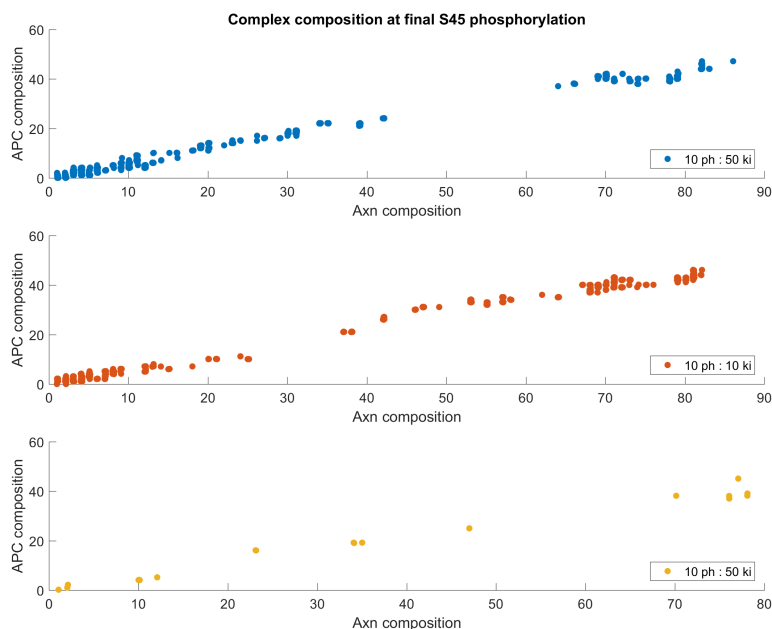 Complex composition at final S45 phosphorylation
60
40
20
0
APC composition
10 ph : 50 ki
0 10 20 30 40 50 60 70 80 90
Axn composition
60
40
20
0
APC composition
10 ph : 10 ki
0 10 20 30 40 50 60 70 80 90
Axn composition
60
40
20
0
APC composition
10 ph : 50 ki
0 10 20 30 40 50 60 70 80
Axn composition